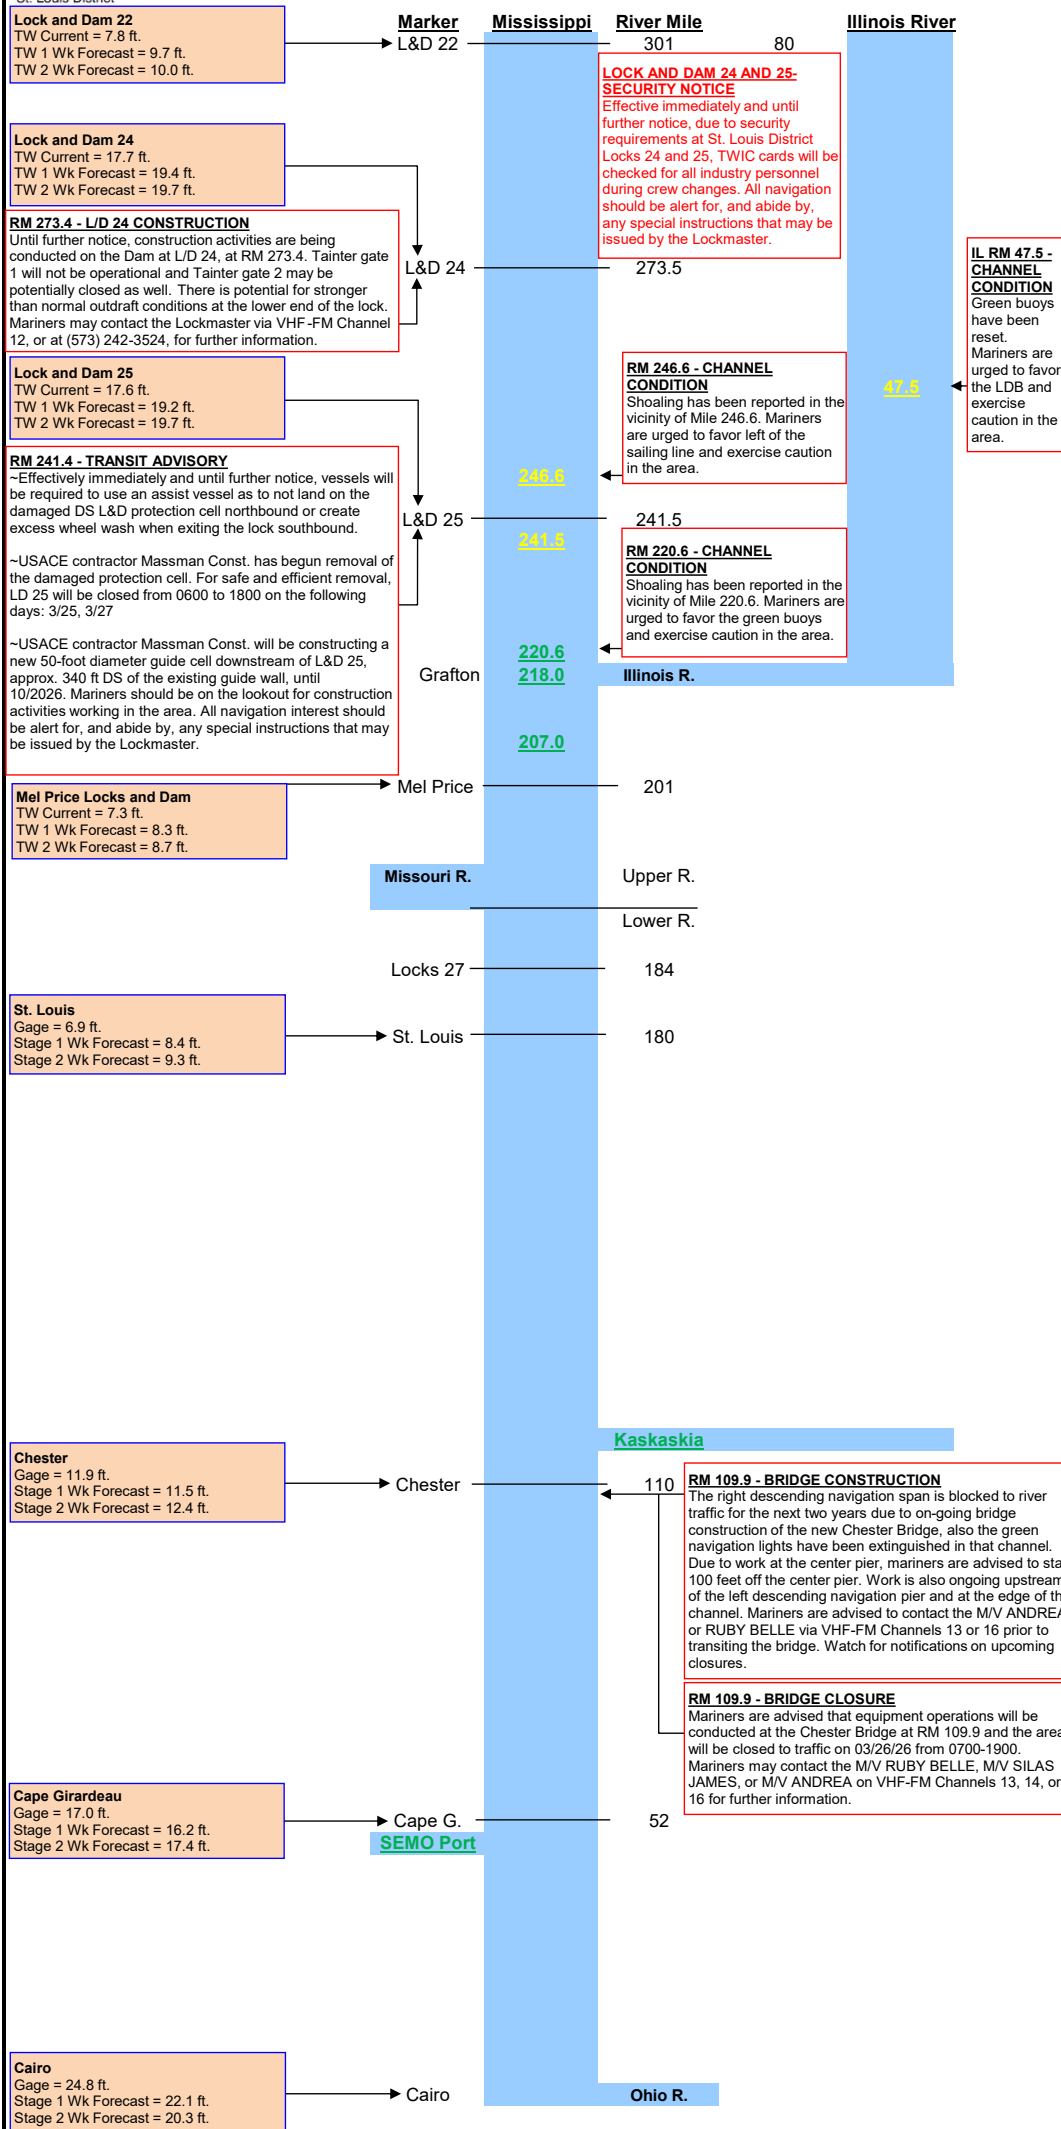 St. Louis District
Marker Mississippi River Mile Illinois River
Lock and Dam 22
TW Current = 7.8 ft.
TW 1 Wk Forecast = 9.7 ft.
TW 2 Wk Forecast = 10.0 ft.
L&D 22 301 80
LOCK AND DAM 24 AND 25-
SECURITY NOTICE
Effective immediately and until
further notice, due to security
requirements at St. Louis District
Locks 24 and 25, TWIC cards will be
checked for all industry personnel
during crew changes. All navigation
should be alert for, and abide by,
any special instructions that may be
issued by the Lockmaster.
Lock and Dam 24
TW Current = 17.7 ft.
TW 1 Wk Forecast = 19.4 ft.
TW 2 Wk Forecast = 19.7 ft.
RM 273.4 - L/D 24 CONSTRUCTION
Until further notice, construction activities are being
conducted on the Dam at L/D 24, at RM 273.4. Tainter gate
1 will not be operational and Tainter gate 2 may be
potentially closed as well. There is potential for stronger
than normal outdraft conditions at the lower end of the lock.
Mariners may contact the Lockmaster via VHF-FM Channel
12, or at (573) 242-3524, for further information.
L&D 24 273.5
IL RM 47.5 -
CHANNEL
CONDITION
Green buoys
have been
reset.
Mariners are
urged to favor
the LDB and
exercise
caution in the
area.
47.5
Lock and Dam 25
TW Current = 17.6 ft.
TW 1 Wk Forecast = 19.2 ft.
TW 2 Wk Forecast = 19.7 ft.
RM 246.6 - CHANNEL
CONDITION
Shoaling has been reported in the
vicinity of Mile 246.6. Mariners
are urged to favor left of the
sailing line and exercise caution
in the area.
246.6
RM 241.4 - TRANSIT ADVISORY
~Effectively immediately and until further notice, vessels will
be required to use an assist vessel as to not land on the
damaged DS L&D protection cell northbound or create
excess wheel wash when exiting the lock southbound.
~USACE contractor Massman Const. has begun removal of
the damaged protection cell. For safe and efficient removal,
LD 25 will be closed from 0600 to 1800 on the following
days: 3/25, 3/27
~USACE contractor Massman Const. will be constructing a
new 50-foot diameter guide cell downstream of L&D 25,
approx. 340 ft DS of the existing guide wall, until
10/2026. Mariners should be on the lookout for construction
activities working in the area. All navigation interest should
be alert for, and abide by, any special instructions that may
be issued by the Lockmaster.
L&D 25 241.5
241.5
RM 220.6 - CHANNEL
CONDITION
Shoaling has been reported in the
vicinity of Mile 220.6. Mariners are
urged to favor the green buoys
and exercise caution in the area.
220.6
Grafton 218.0 Illinois R.
207.0
Mel Price Locks and Dam
TW Current = 7.3 ft.
TW 1 Wk Forecast = 8.3 ft.
TW 2 Wk Forecast = 8.7 ft.
Mel Price 201
Missouri R. Upper R.
Lower R.
Locks 27 184
St. Louis
Gage = 6.9 ft.
Stage 1 Wk Forecast = 8.4 ft.
Stage 2 Wk Forecast = 9.3 ft.
St. Louis 180
Kaskaskia
Chester
Gage = 11.9 ft.
Stage 1 Wk Forecast = 11.5 ft.
Stage 2 Wk Forecast = 12.4 ft.
Chester 110
RM 109.9 - BRIDGE CONSTRUCTION
The right descending navigation span is blocked to river
traffic for the next two years due to on-going bridge
construction of the new Chester Bridge, also the green
navigation lights have been extinguished in that channel.
Due to work at the center pier, mariners are advised to sta
100 feet off the center pier. Work is also ongoing upstream
of the left descending navigation pier and at the edge of th
channel. Mariners are advised to contact the M/V ANDREA
or RUBY BELLE via VHF-FM Channels 13 or 16 prior to
transiting the bridge. Watch for notifications on upcoming
closures.
RM 109.9 - BRIDGE CLOSURE
Mariners are advised that equipment operations will be
conducted at the Chester Bridge at RM 109.9 and the area
will be closed to traffic on 03/26/26 from 0700-1900.
Mariners may contact the M/V RUBY BELLE, M/V SILAS
JAMES, or M/V ANDREA on VHF-FM Channels 13, 14, or
16 for further information.
Cape Girardeau
Gage = 17.0 ft.
Stage 1 Wk Forecast = 16.2 ft.
Stage 2 Wk Forecast = 17.4 ft.
Cape G. 52
SEMO Port
Cairo
Gage = 24.8 ft.
Stage 1 Wk Forecast = 22.1 ft.
Stage 2 Wk Forecast = 20.3 ft.
Cairo Ohio R.